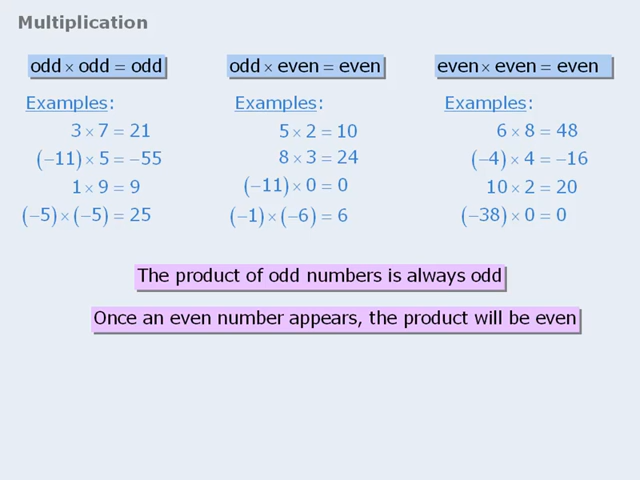 Multiplication
odd × odd = odd
Examples:
3 × 7 = 21
(−11) × 5 = −55
1 × 9 = 9
(−5) × (−5) = 25
odd × even = even
Examples:
5 × 2 = 10
8 × 3 = 24
(−11) × 0 = 0
(−1) × (−6) = 6
even × even = even
Examples:
6 × 8 = 48
(−4) × 4 = −16
10 × 2 = 20
(−38) × 0 = 0
The product of odd numbers is always odd
Once an even number appears, the product will be even